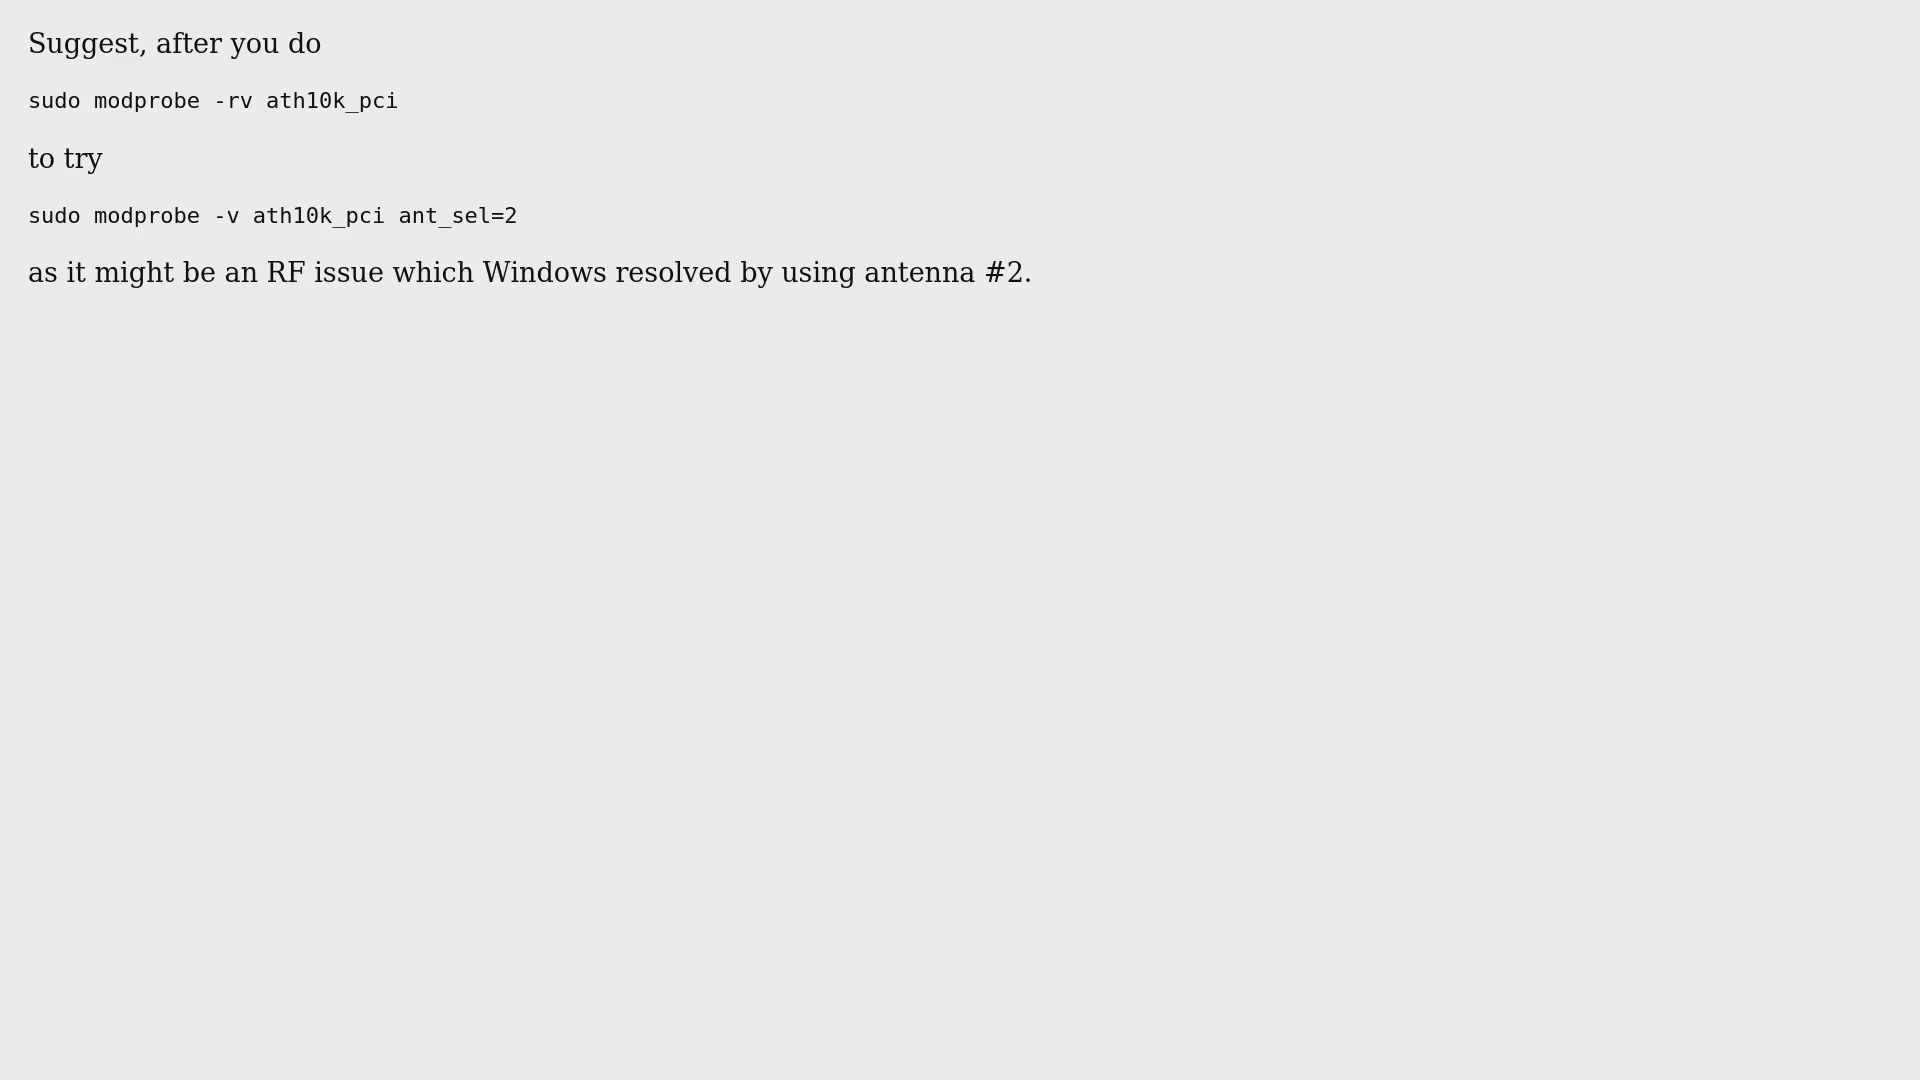 Suggest, after you do
sudo modprobe -rv ath10k_pci
to try
sudo modprobe -v ath10k_pci ant_sel=2
as it might be an RF issue which Windows resolved by using antenna #2.